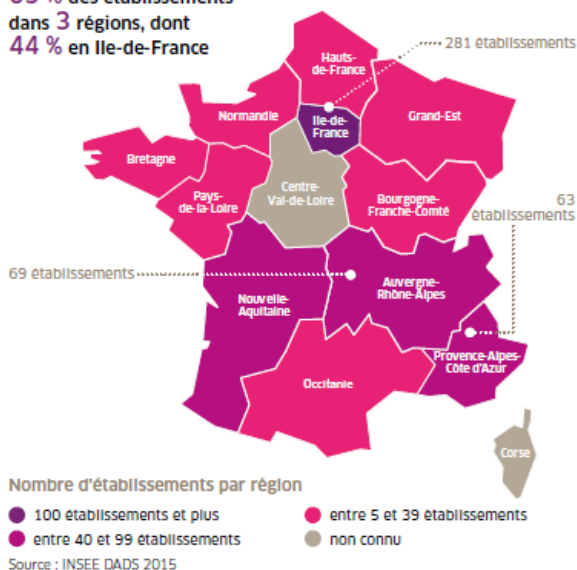 % des établissements
dans 3 régions, dont
44 % en Ile-de-France
281 établissements
Hauts-
de-France
Normandie
Ile-de-
France
Grand-Est
Bretagne
Pays-
de-la-Loire
Centre-
Val-de-Loire
Bourgogne-
Franche-Comté
63
établissements
69 établissements
Auvergne-
Rhône-Alpes
Nouvelle-
Aquitaine
Provence-Alpes-
Côte d'Azur
Occitanie
Corse
Nombre d'établissements par région
100 établissements et plus
entre 5 et 39 établissements
entre 40 et 99 établissements
non connu
Source : INSEE DADS 2015